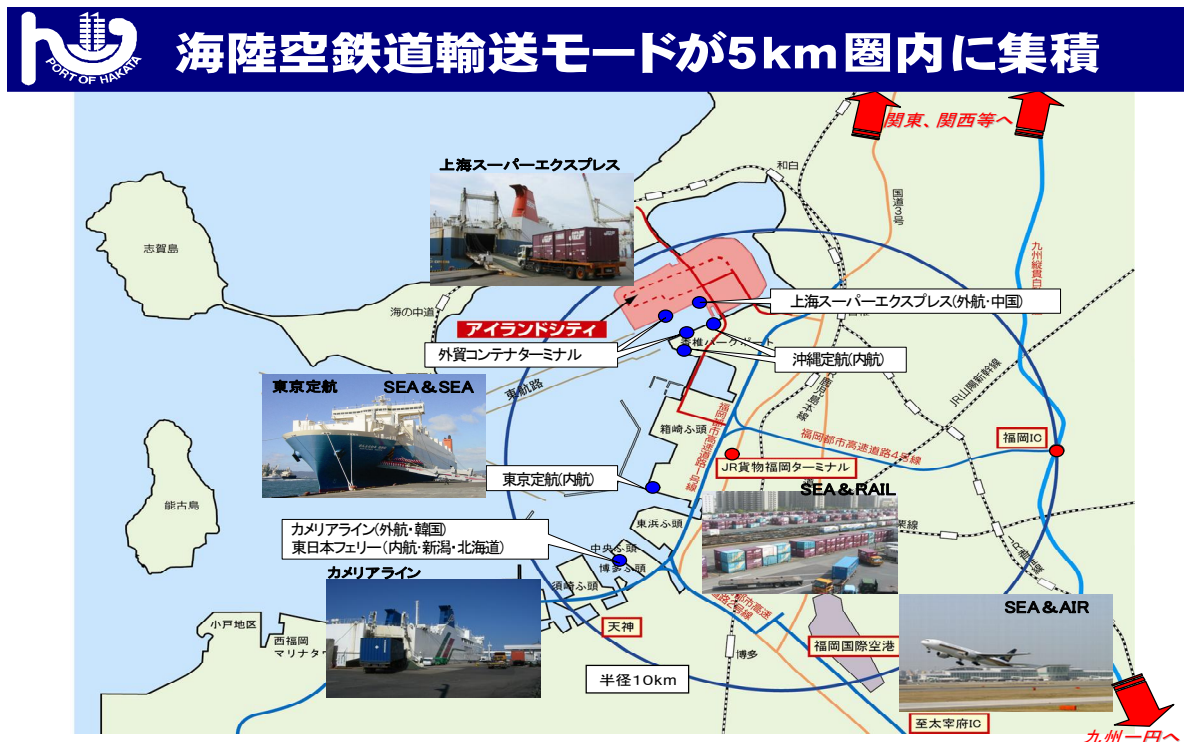 PORT OF HAKATA
海陸空鉄道輸送モードが5km圏内に集積
関東、関西等へ
上海スーパーエクスプレス
和白
国道3号
志賀島
九州縦貫自
海の中道
上海スーパーエクスプレス(外航・中国)
アイランドシティ
外貿コンテナターミナル
香椎パークポート
沖縄定航(内航)
東京定航 SEA&SEA
東航路
鹿児島本線
JR山陽新幹線
箱崎ふ頭
福岡都市高速道路1号線
福岡都市高速道路4号線
福岡IC
JR貨物福岡ターミナル
東京定航(内航)
SEA&RAIL
能古島
東浜ふ頭
カメリアライン(外航・韓国)
東日本フェリー(内航・新潟・北海道)
中央ふ頭
博多ふ頭
須崎ふ頭
カメリアライン
SEA&AIR
小戸地区
西福岡
マリナタ
天神
博多
福岡国際空港
半径10km
至太宰府IC
九州一円へ